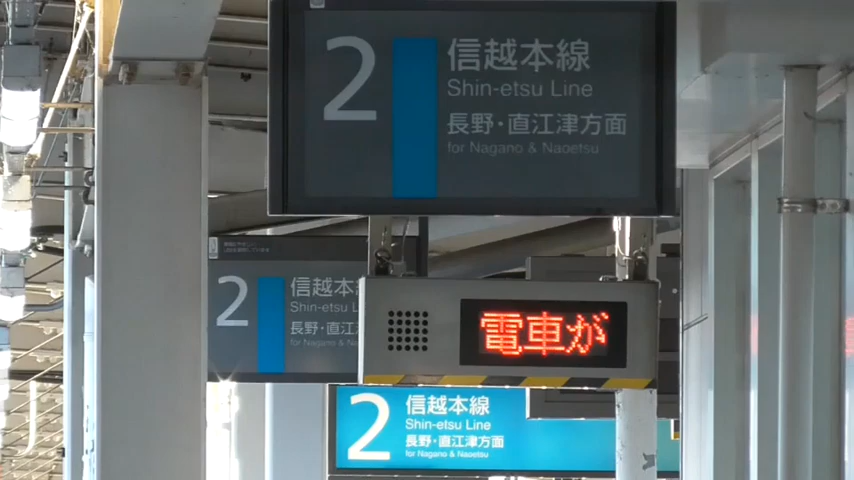 2
信越本線
Shin-etsu Line
長野・直江津方面
for Nagano & Naoetsu
2
信越本
Shin-etsu L
長野・直江
for Nagano & N
電車が
2
信越本線
Shin-etsu Line
長野・直江津方面
for Nagano & Naoetsu